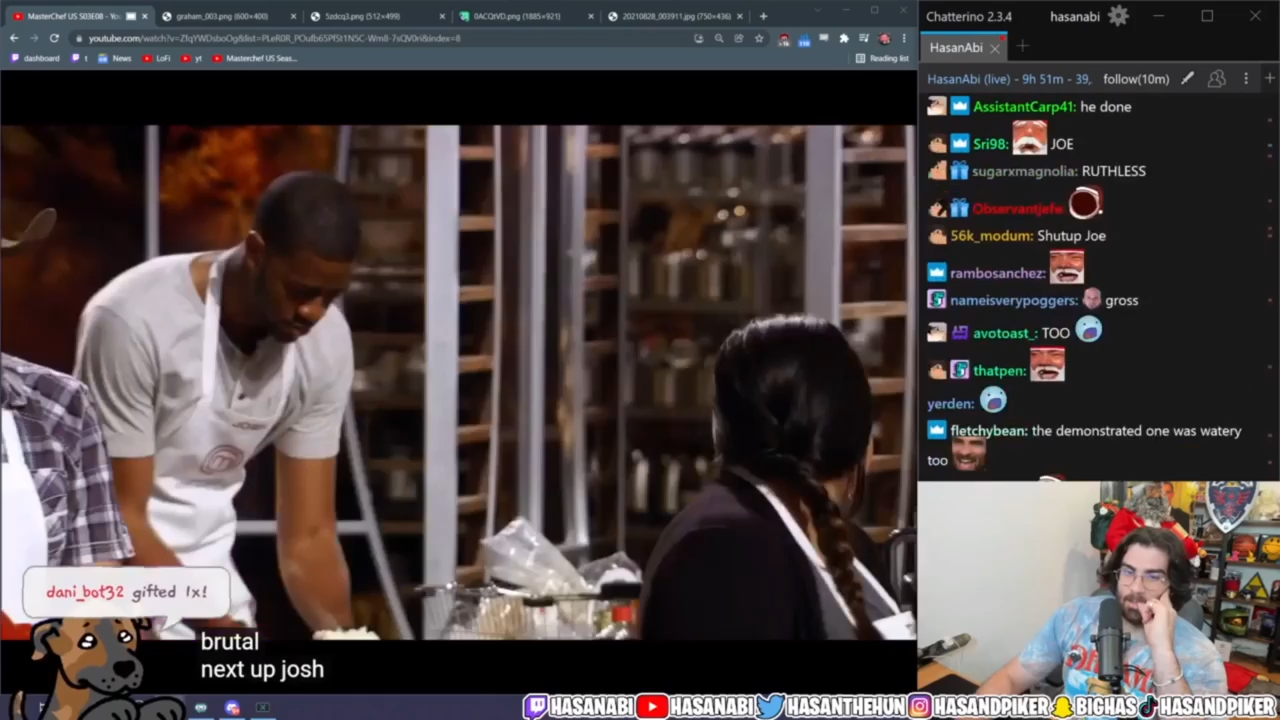 MasterChef US S03E08 - You
graham_003.png (600×400)
5zdcq3.png (512×499)
0ACQtVD.png (1885×921)
20210828_003911.jpg (750×436)
Chatterino 2.3.4
hasanabi
HasanAbi
dashboard
t
News
LoFi
yt
Masterchef US Seas...
Reading list
HasanAbi (live) - 9h 51m - 39,
follow(10m)
AssistantCarp41: he done
Sri98: JOE
sugarxmagnolia: RUTHLESS
56k_modum: Shutup Joe
rambosanchez:
nameisverypoggers: gross
avotoast_: TOO
thatpen:
yerden:
fletchybean: the demonstrated one was watery
too
dani_bot32 gifted 1x!
brutal
next up josh
HASANABI
HASANABI
HASANTHEHUN
HASANDPIKER
BIGHAS
HASANDPIKER